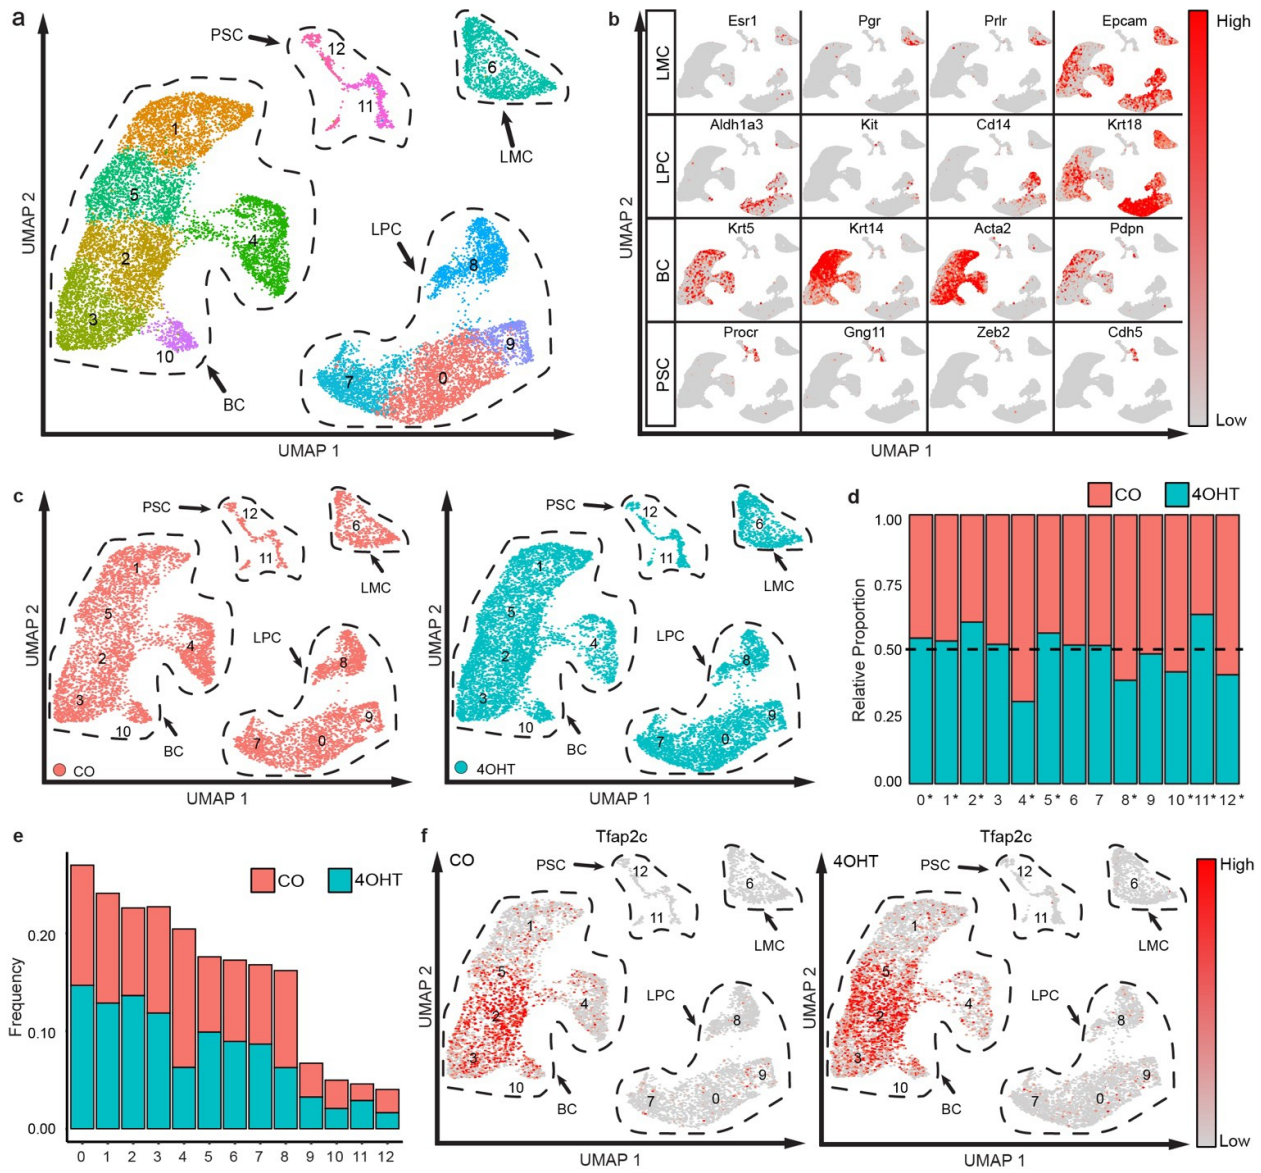 a
PSC
12
11
6
LMC
1
5
2
3
4
10
BC
LPC
8
9
7
0
UMAP 2
UMAP 1
b
Esr1 Pgr Prlr Epcam
LMC
Aldh1a3 Kit Cd14 Krt18
LPC
Krt5 Krt14 Acta2 Pdpn
BC
Procr Gng11 Zeb2 Cdh5
PSC
UMAP 2
UMAP 1
High
Low
c
PSC
12
11
6
LMC
1
5
2
3
4
10
BC
LPC
8
9
7
0
CO
UMAP 2
UMAP 1
PSC
12
11
6
LMC
1
5
2
3
4
10
BC
LPC
8
9
7
0
4OHT
UMAP 2
UMAP 1
d
CO 4OHT
Relative Proportion
1.00
0.75
0.50
0.25
0.00
0* 1* 2* 3 4* 5* 6 7 8* 9 10* 11* 12*
e
CO 4OHT
Frequency
0.20
0.10
0.00
0 1 2 3 4 5 6 7 8 9 10 11 12
f
Tfap2c
CO
PSC
12
11
6
LMC
1
5
2
3
4
10
BC
LPC
8
9
7
0
UMAP 2
UMAP 1
Tfap2c
4OHT
PSC
12
11
6
LMC
1
5
2
3
4
10
BC
LPC
8
9
7
0
UMAP 2
UMAP 1
High
Low